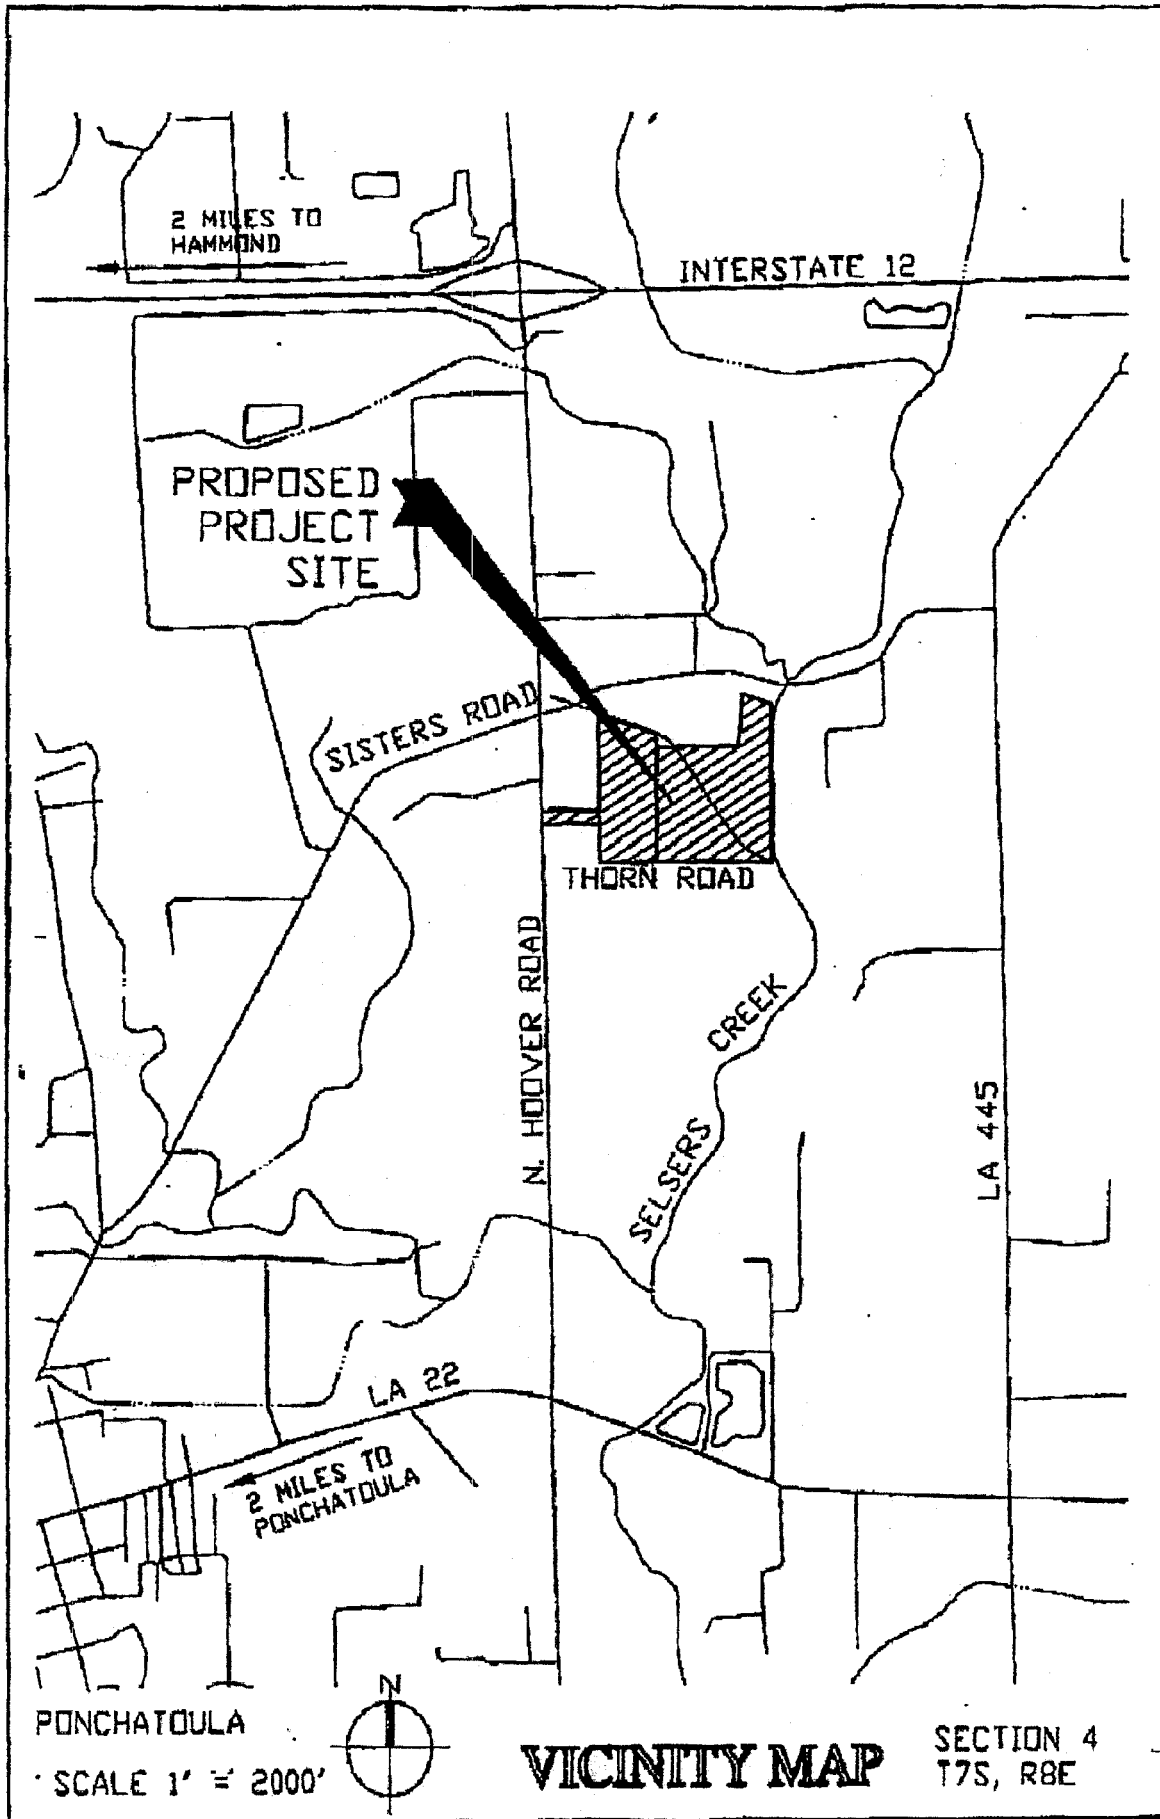 2 MILES TO
HAMMOND
INTERSTATE 12
PROPOSED
PROJECT
SITE
SISTERS ROAD
THORN ROAD
N. HOOVER ROAD
SELSERS CREEK
LA 445
LA 22
2 MILES TO
PONCHATOULA
N
PONCHATOULA
SCALE 1' = 2000'
VICINITY MAP
SECTION 4
T7S, R8E